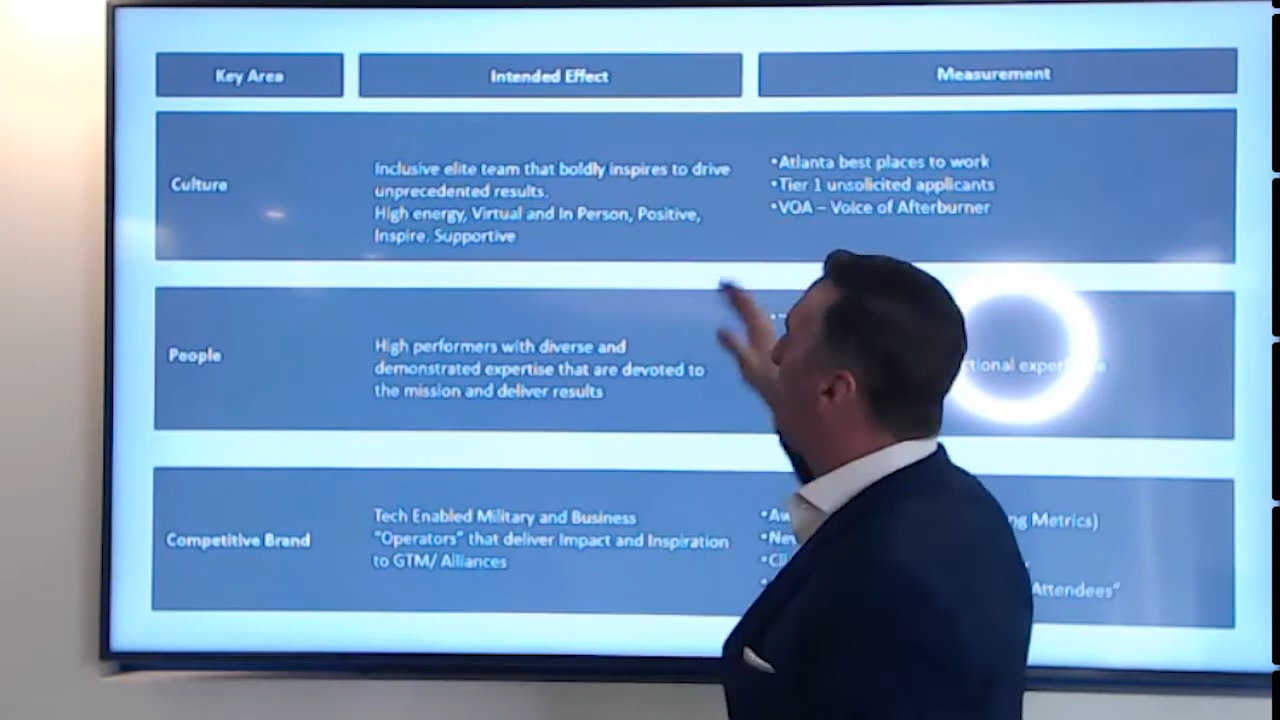 Key Area
Intended Effect
Measurement
Culture
Inclusive elite team that boldly inspires to drive
unprecedented results.
High energy, Virtual and In Person, Positive,
Inspire. Supportive
•Atlanta best places to work
•Tier 1 unsolicited applicants
•VOA – Voice of Afterburner
People
High performers with diverse and
demonstrated expertise that are devoted to
the mission and deliver results
Competitive Brand
Tech Enabled Military and Business
“Operators” that deliver Impact and Inspiration
to GTM/ Alliances
Metrics)
Attendees”